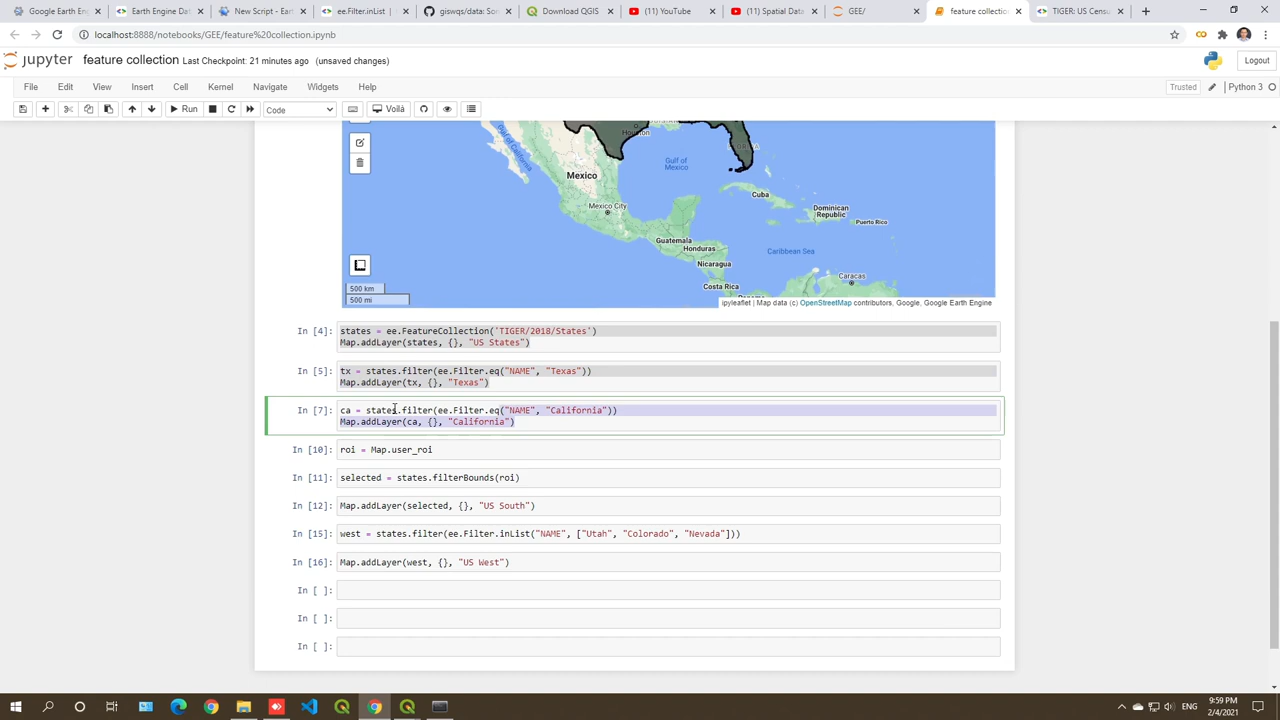 Google Earth Eng
Earth Engine Dat
New Script - Eart
ee.Filter.inList |
giswqs/data: Som
Download QGIS
(11) YouTube
(11) Spatial Data
GEE/
feature collectio
TIGER: US Censu
localhost:8888/notebooks/GEE/feature%20collection.ipynb
jupyter feature collection Last Checkpoint: 21 minutes ago (unsaved changes)
Logout
File Edit View Insert Cell Kernel Navigate Widgets Help
Trusted
Python 3
Run
Code
Voilà
Houston
Gulf of California
Gulf of Mexico
Mexico
Cuba
Mexico City
Dominican Republic
Puerto Rico
Guatemala
Honduras
Caribbean Sea
Nicaragua
Caracas
Costa Rica
500 km
500 mi
ipyleaflet | Map data (c) OpenStreetMap contributors, Google, Google Earth Engine
In [4]: states = ee.FeatureCollection('TIGER/2018/States')
Map.addLayer(states, {}, "US States")
In [5]: tx = states.filter(ee.Filter.eq("NAME", "Texas"))
Map.addLayer(tx, {}, "Texas")
In [7]: ca = states.filter(ee.Filter.eq("NAME", "California"))
Map.addLayer(ca, {}, "California")
In [10]: roi = Map.user_roi
In [11]: selected = states.filterBounds(roi)
In [12]: Map.addLayer(selected, {}, "US South")
In [15]: west = states.filter(ee.Filter.inList("NAME", ["Utah", "Colorado", "Nevada"]))
In [16]: Map.addLayer(west, {}, "US West")
In [ ]:
In [ ]:
In [ ]:
9:59 PM
2/4/2021